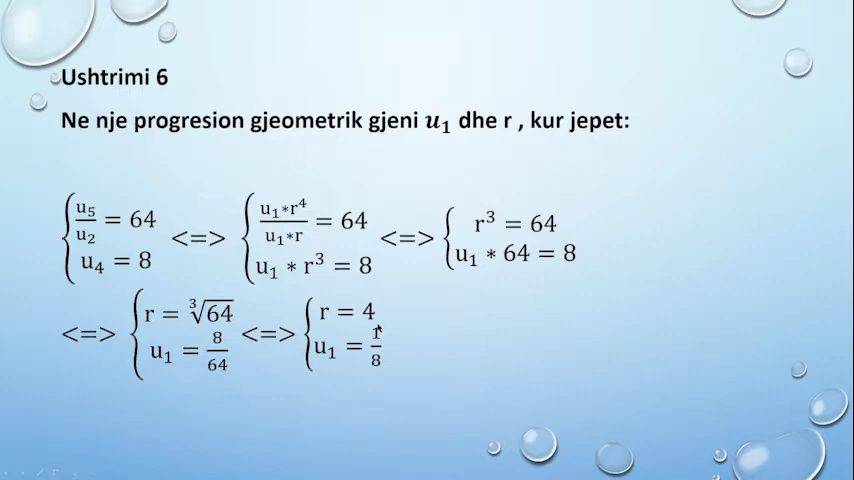 Ushtrimi 6
Ne nje progresion gjeometrik gjeni u₁ dhe r , kur jepet:
{ u₅/u₂ = 64, u₄ = 8 <=> { u₁∗r⁴/u₁∗r = 64, u₁ ∗ r³ = 8 <=> { r³ = 64, u₁ ∗ 64 = 8
<=> { r = ∛64, u₁ = 8/64 <=> { r = 4, u₁ = 1/8